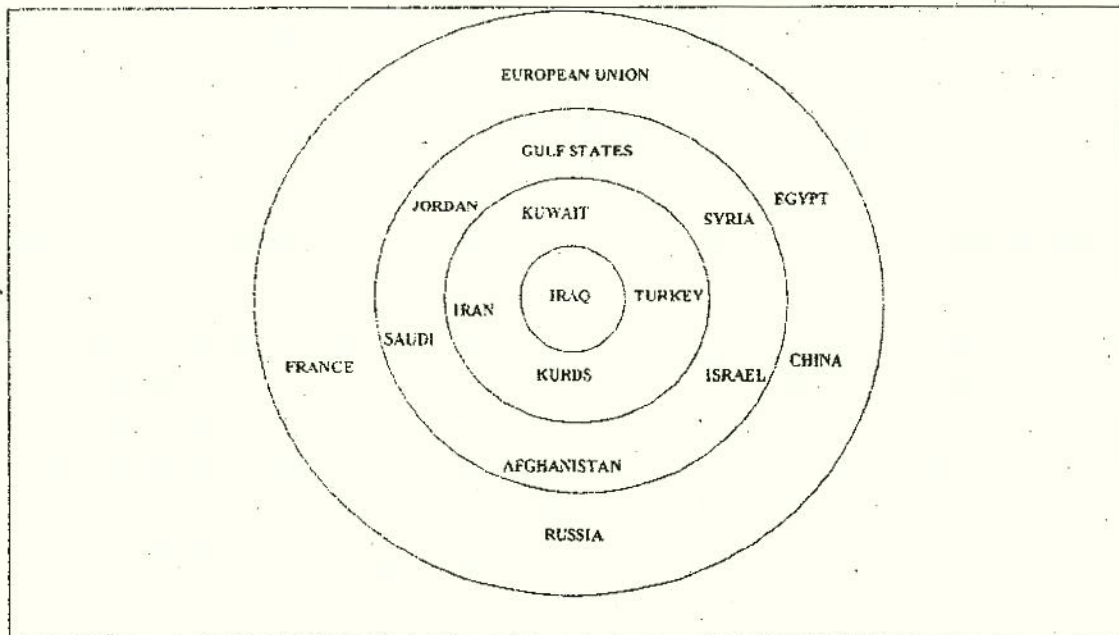 EUROPEAN UNION
GULF STATES
JORDAN
KUWAIT
SYRIA
EGYPT
IRAQ
TURKEY
IRAN
SAUDI
FRANCE
KURDS
ISRAEL
CHINA
AFGHANISTAN
RUSSIA